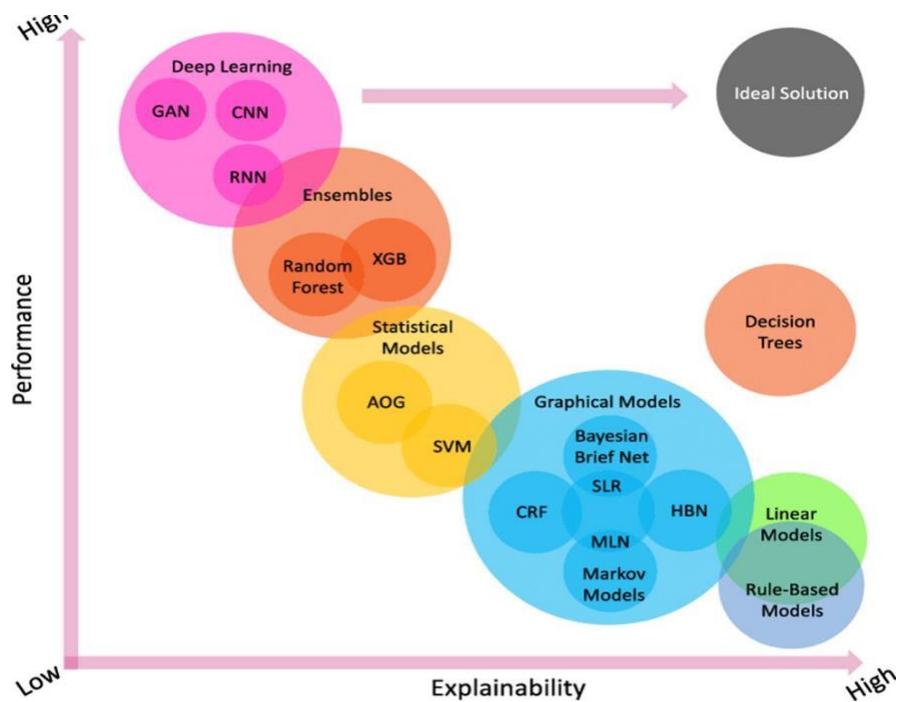 High
Deep Learning
GAN
CNN
RNN
Ideal Solution
Ensembles
Random
Forest
XGB
Performance
Decision
Trees
Statistical
Models
AOG
SVM
Graphical Models
Bayesian
Brief Net
SLR
CRF
HBN
MLN
Markov
Models
Linear
Models
Rule-Based
Models
Low
Explainability
High